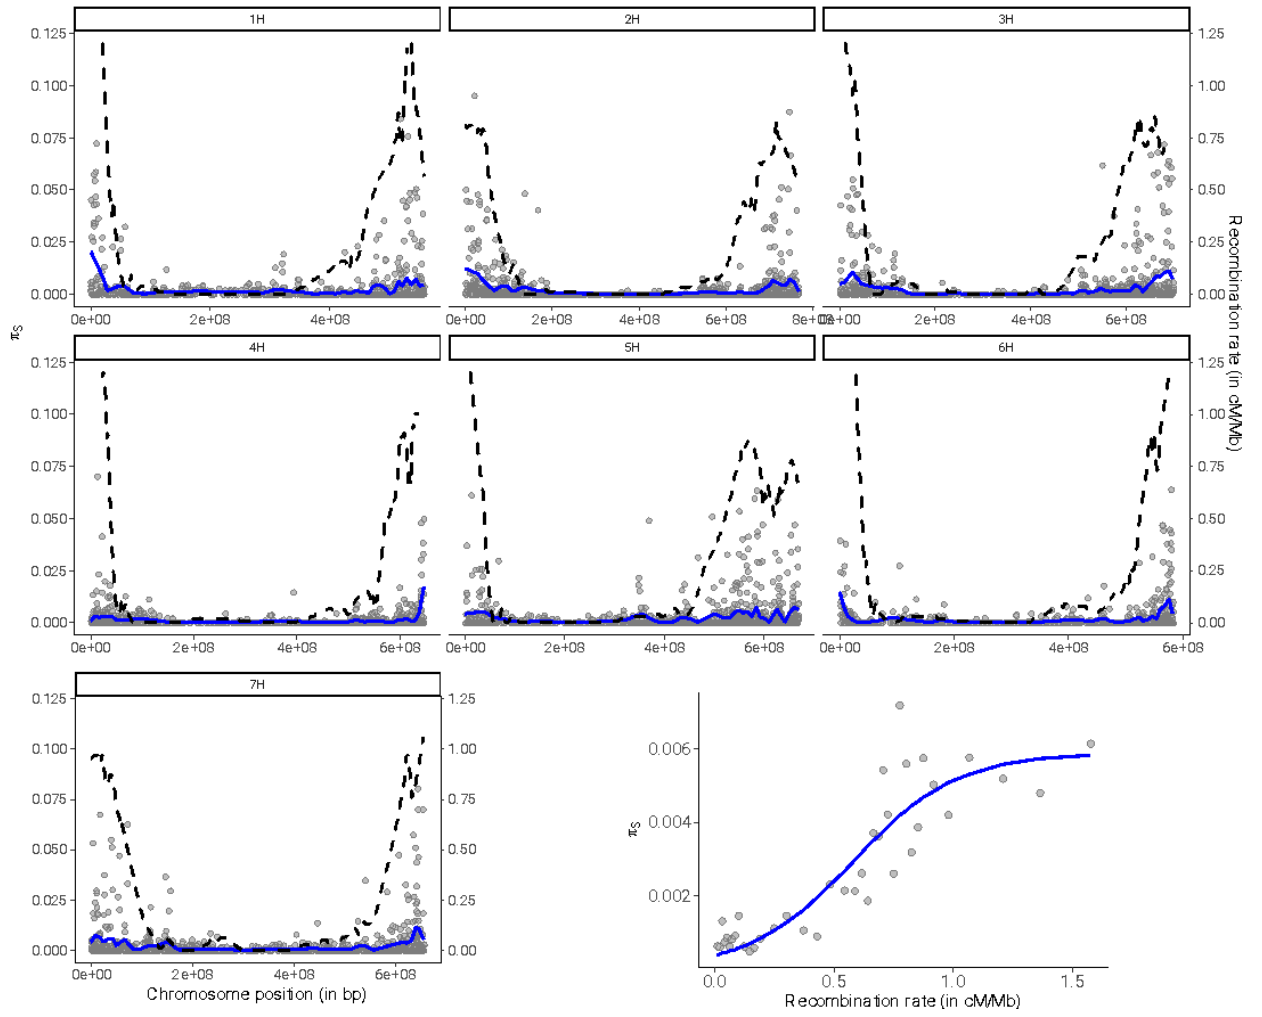 1H 2H 3H
0.125 1.25
0.100 1.00
0.075 0.75
0.050 0.50
0.025 0.25
0.000 0.00
0e+00 2e+08 4e+08 0e+00 2e+08 4e+08 6e+08 8e+08 0e+00 2e+08 4e+08 6e+08
πS
Recombination rate (in cM/Mb)
4H 5H 6H
0.125 1.25
0.100 1.00
0.075 0.75
0.050 0.50
0.025 0.25
0.000 0.00
0e+00 2e+08 4e+08 6e+08 0e+00 2e+08 4e+08 6e+08 0e+00 2e+08 4e+08 6e+08
7H
0.125 1.25
0.100 1.00
0.075 0.75
0.050 0.50
0.025 0.25
0.000 0.00
0e+00 2e+08 4e+08 6e+08
Chromosome position (in bp)
0.006
0.004
0.002
πS
0.0 0.5 1.0 1.5
Recombination rate (in cM/Mb)